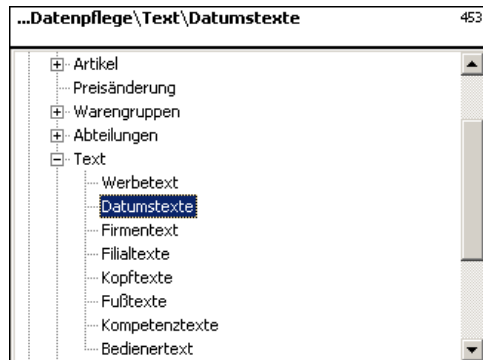 ...Datenpflege\Text\Datumstexte 453
Artikel
Preisänderung
Warengruppen
Abteilungen
Text
Werbetext
Datumstexte
Firmentext
Filialtexte
Kopftexte
Fußtexte
Kompetenztexte
Bedienertext